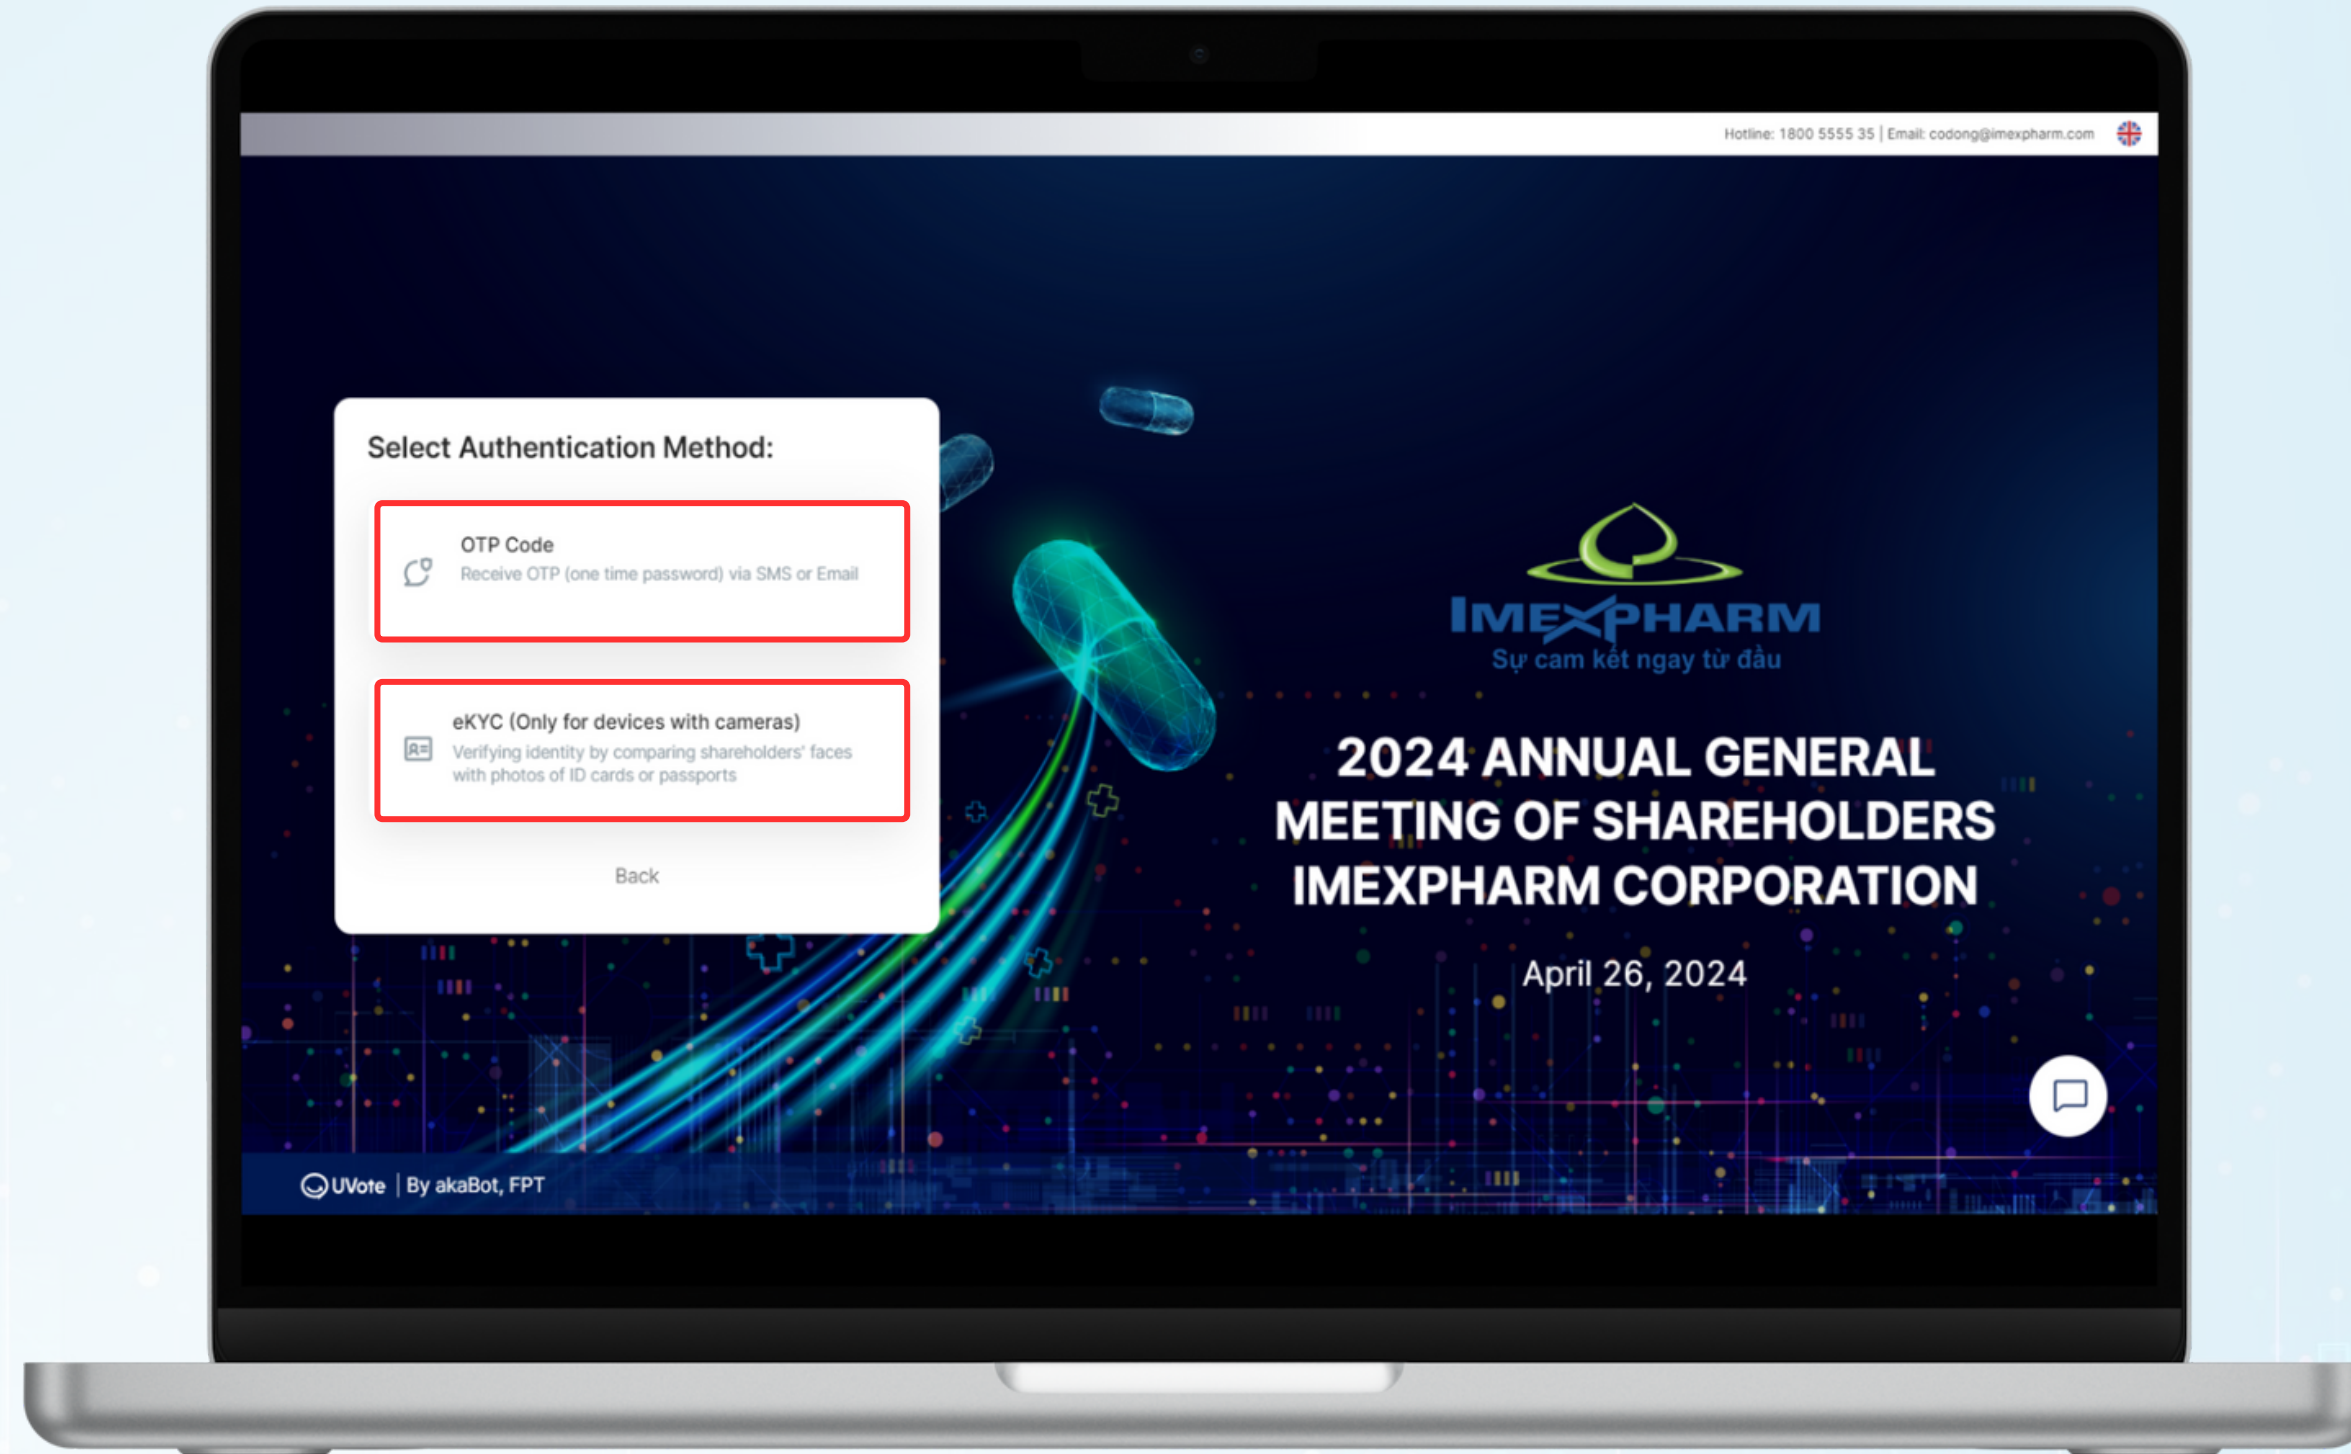 Hotline: 1800 5555 35 | Email: codong@imexpharm.com
Select Authentication Method:
OTP Code
Receive OTP (one time password) via SMS or Email
eKYC (Only for devices with cameras)
Verifying identity by comparing shareholders' faces
with photos of ID cards or passports
Back
IMEXPHARM
Sự cam kết ngay từ đầu
2024 ANNUAL GENERAL
MEETING OF SHAREHOLDERS
IMEXPHARM CORPORATION
April 26, 2024
UVote | By akaBot, FPT